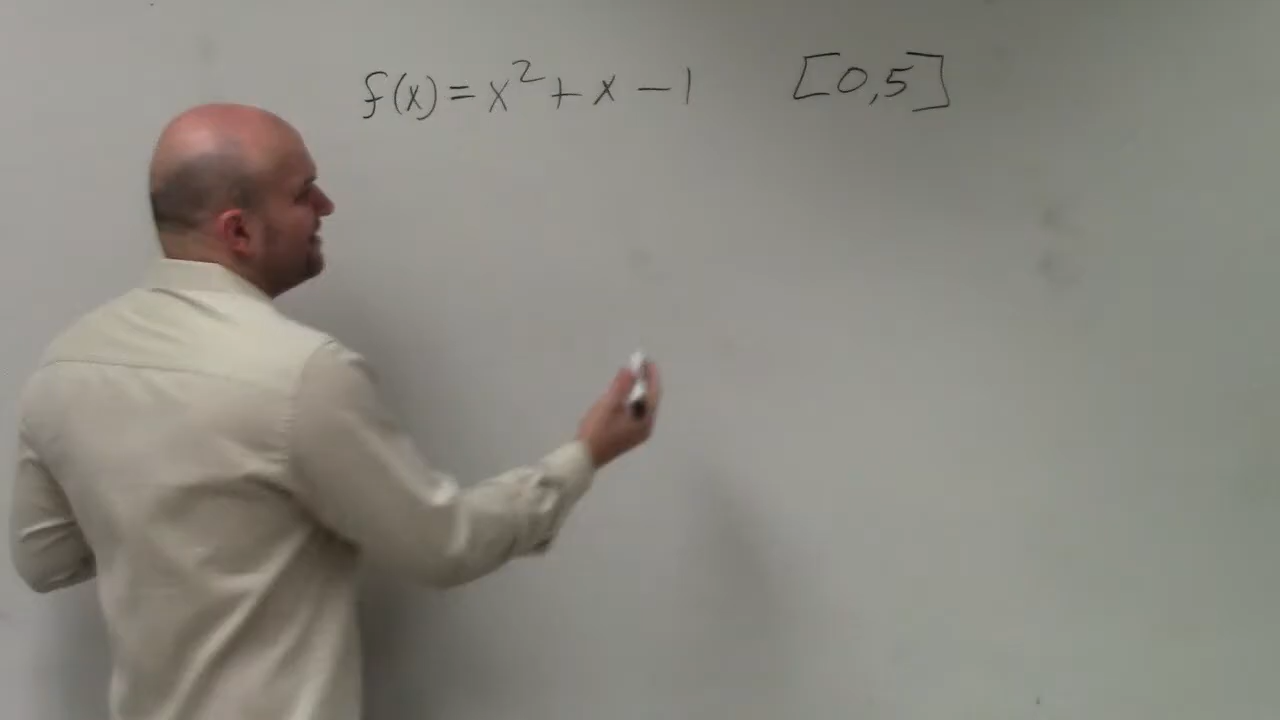 f(x) = x² + x − 1 [0,5]